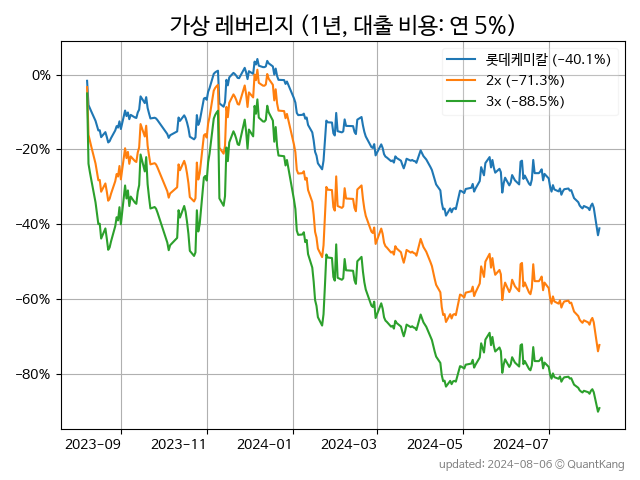 가상 레버리지 (1년, 대출 비용: 연 5%)
롯데케미칼 (−40.1%)
2x (−71.3%)
3x (−88.5%)
0%
−20%
−40%
−60%
−80%
2023-09 2023-11 2024-01 2024-03 2024-05 2024-07
updated: 2024-08-06 © QuantKang